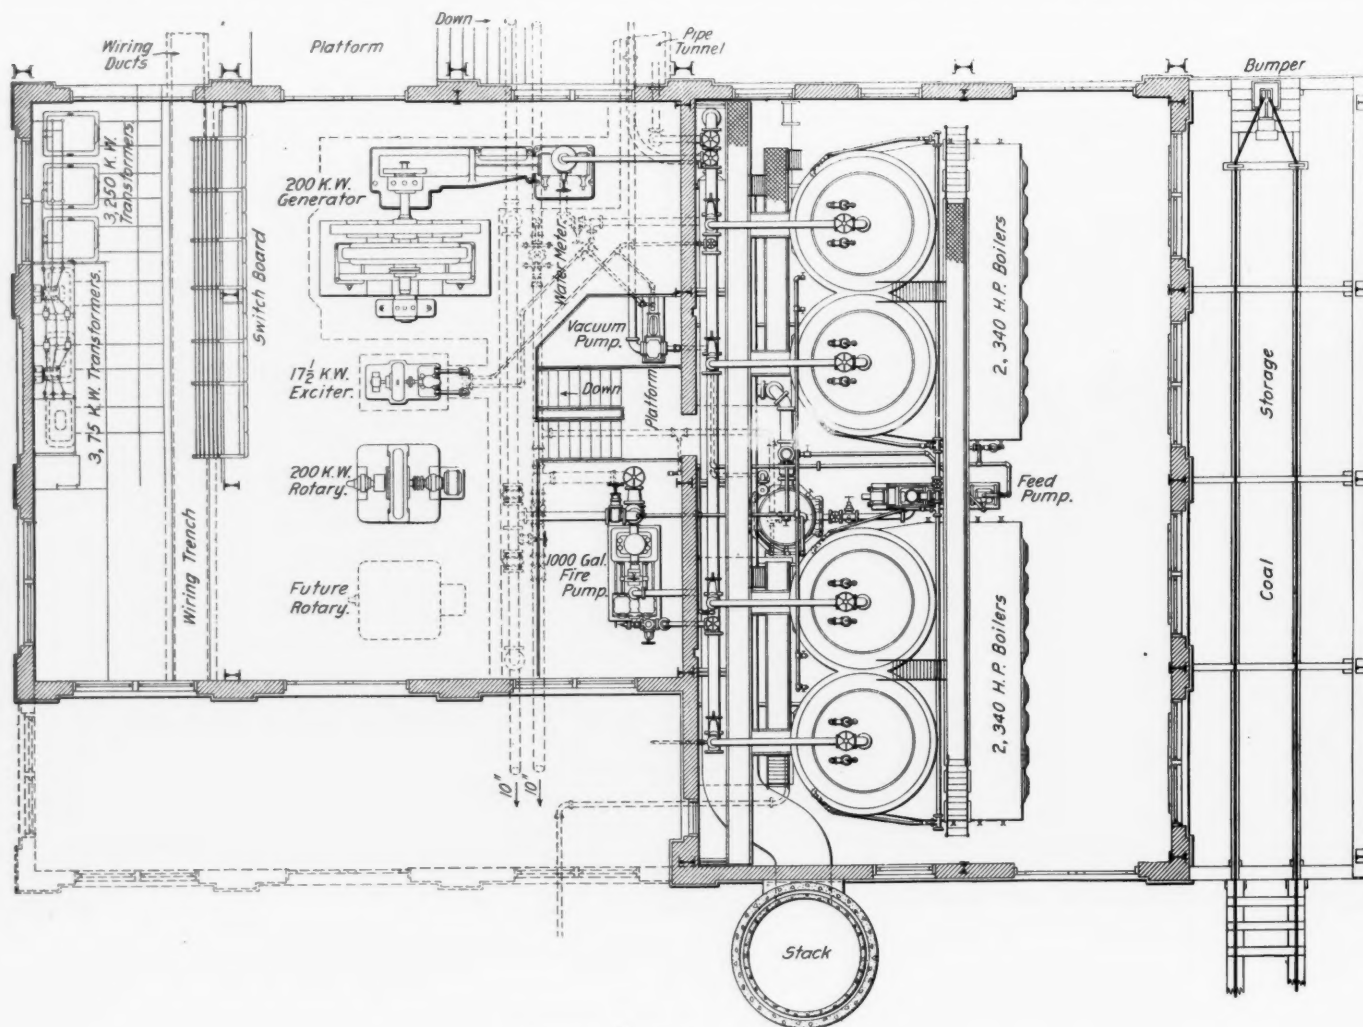 Wiring
Ducts
Platform
Down
Pipe
Tunnel
Bumper
3,250 K.W.
Transformers
200 K.W.
Generator
Switch Board
Water Meter
Vacuum
Pump.
Platform
Down
2, 340 H.P. Boilers
3,75 K.W. Transformers.
17½ K.W.
Exciter.
200 K.W.
Rotary.
Feed
Pump.
Storage
Coal
Wiring Trench
Future
Rotary.
1000 Gal.
Fire
Pump.
2, 340 H.P. Boilers
10"
10"
Stack